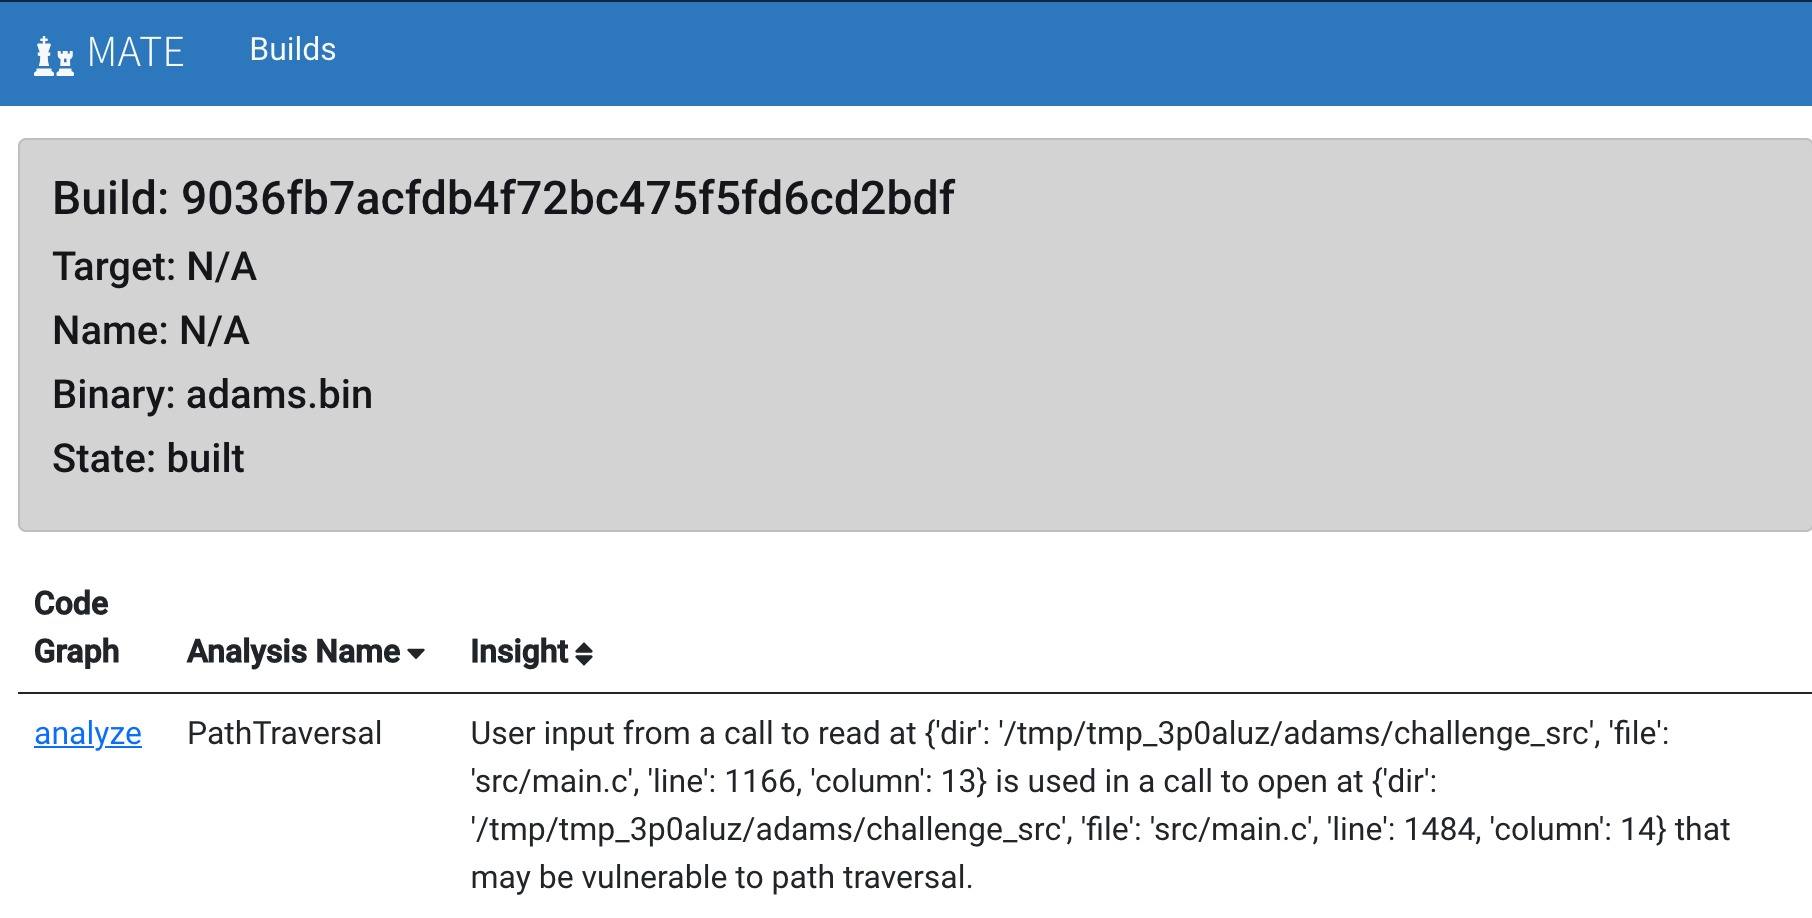 MATE Builds
Build: 9036fb7acfdb4f72bc475f5fd6cd2bdf
Target: N/A
Name: N/A
Binary: adams.bin
State: built
Code
Graph Analysis Name Insight
analyze PathTraversal User input from a call to read at {'dir': '/tmp/tmp_3p0aluz/adams/challenge_src', 'file':
'src/main.c', 'line': 1166, 'column': 13} is used in a call to open at {'dir':
'/tmp/tmp_3p0aluz/adams/challenge_src', 'file': 'src/main.c', 'line': 1484, 'column': 14} that
may be vulnerable to path traversal.